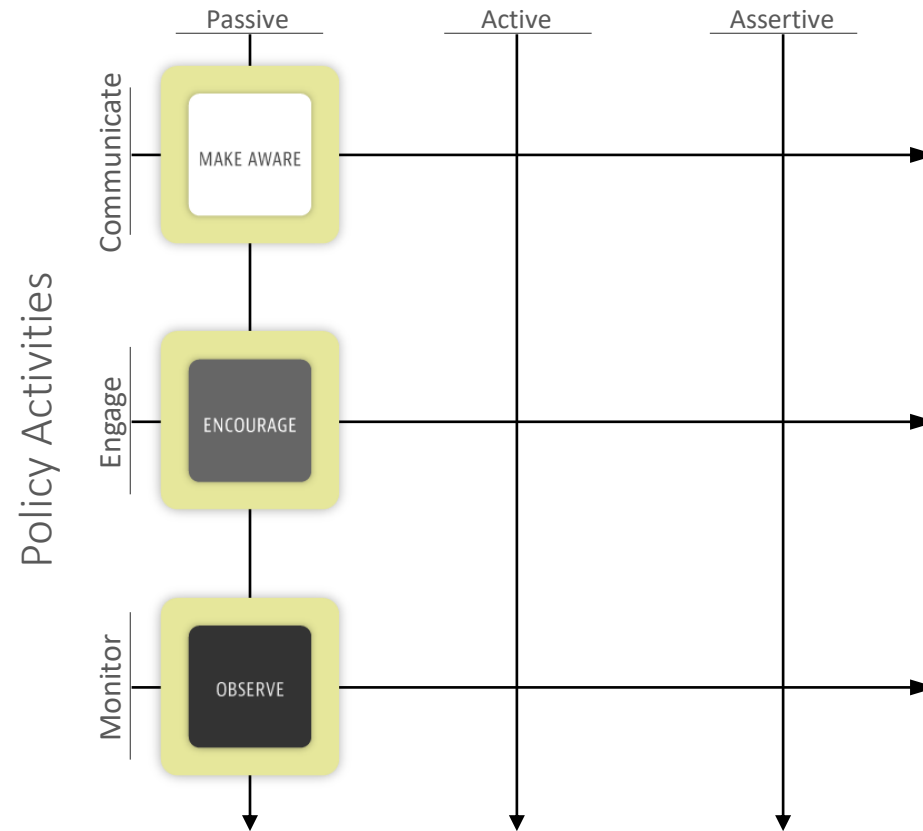 Passive
Active
Assertive
Policy Activities
Communicate
MAKE AWARE
Engage
ENCOURAGE
Monitor
OBSERVE